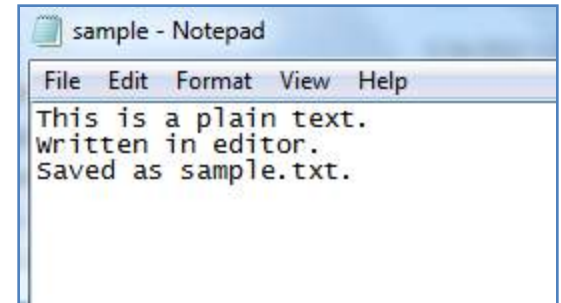 sample - Notepad
File Edit Format View Help
This is a plain text.
Written in editor.
Saved as sample.txt.